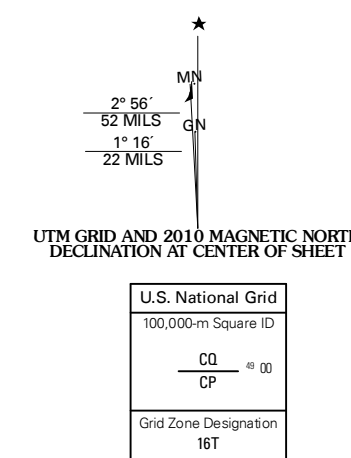 ★
MN
GN
2° 56´
52 MILS
1° 16´
22 MILS
UTM GRID AND 2010 MAGNETIC NORT
DECLINATION AT CENTER OF SHEET
U.S. National Grid
100,000-m Square ID
CQ
CP
49 00
Grid Zone Designation
16T